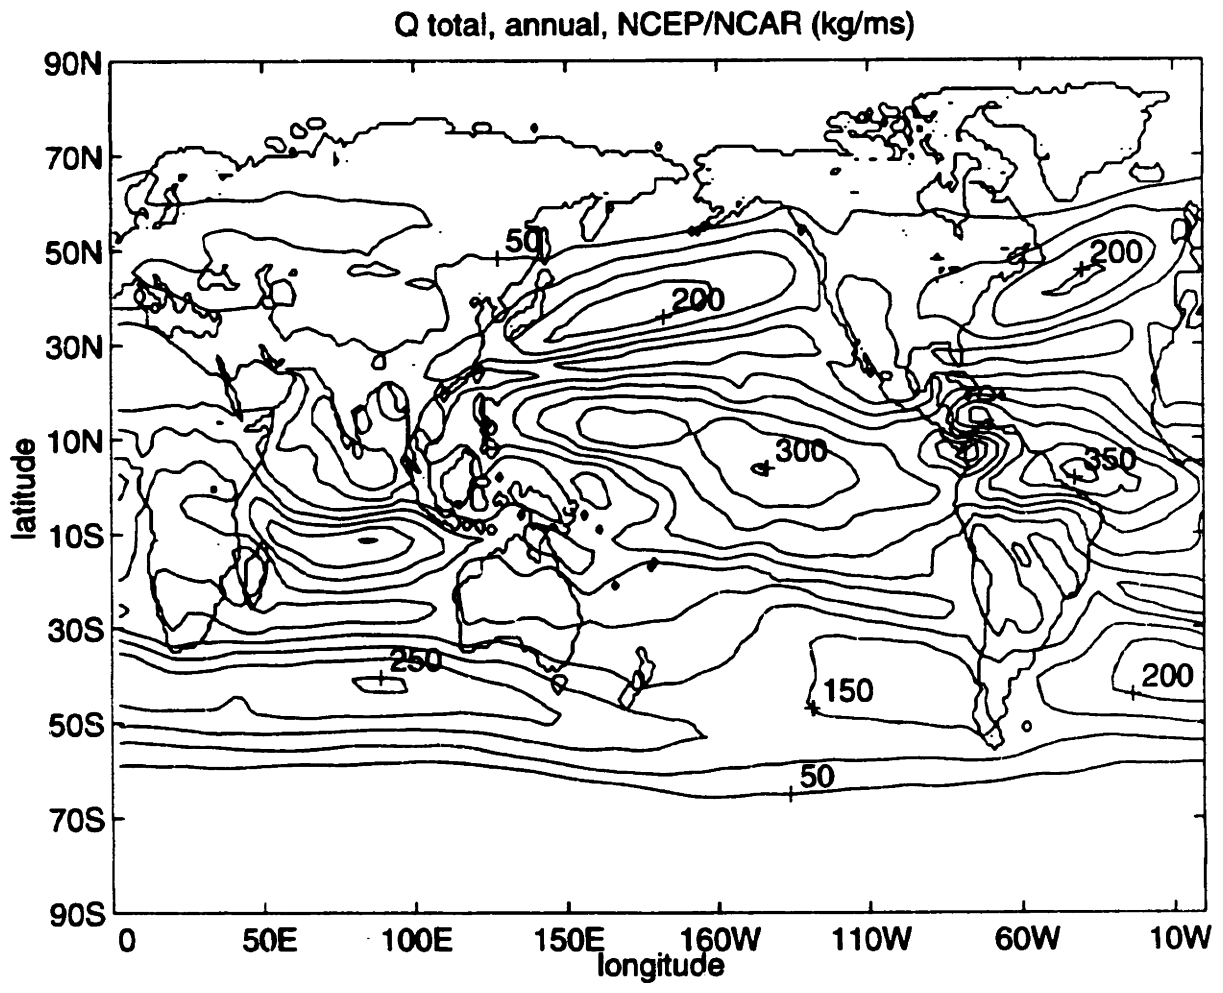 Q total, annual, NCEP/NCAR (kg/ms)
90N
70N
50N
30N
10N
10S
30S
50S
70S
90S
latitude
50
200
200
300
350
250
150
200
50
0 50E 100E 150E 160W 110W 60W 10W
longitude